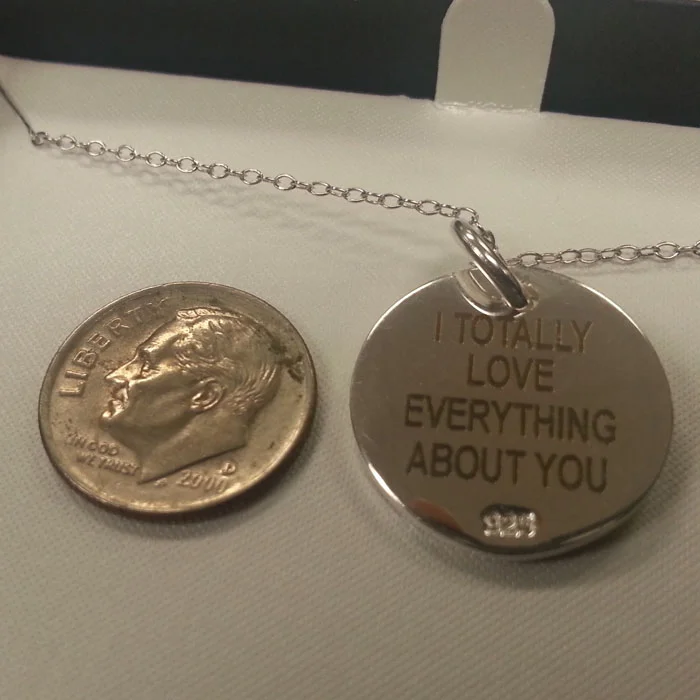 LIBERTY
IN GOD
WE TRUST
2000
D
I TOTALLY
LOVE
EVERYTHING
ABOUT YOU
925